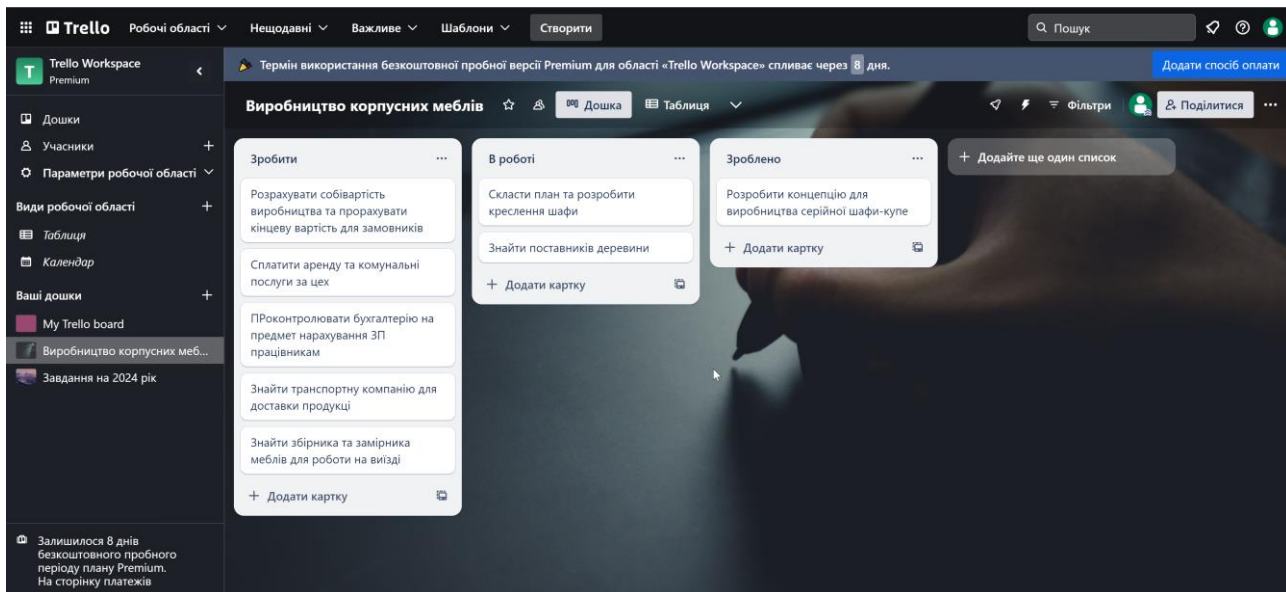 Trello
Робочі області
Нещодавні
Важливе
Шаблони
Створити
Пошук
T
Trello Workspace
Premium
Термін використання безкоштовної пробної версії Premium для області «Trello Workspace» спливає через 8 дня.
Додати спосіб оплати
Дошки
Учасники
Параметри робочої області
Види робочої області
Таблиця
Календар
Ваші дошки
My Trello board
Виробництво корпусних меб...
Завдання на 2024 рік
Залишилося 8 днів
безкоштовного пробного
періоду плану Premium.
На сторінку платежів
Виробництво корпусних меблів
Дошка
Таблиця
Фільтри
Поділитися
Зробити
Розрахувати собівартість
виробництва та прорахувати
кінцеву вартість для замовників
Сплатити аренду та комунальні
послуги за цех
ПРоконтролювати бухгалтерію на
предмет нарахування ЗП
працівникам
Знайти транспортну компанію для
доставки продукці
Знайти збірника та замірника
меблів для роботи на виїзді
Додати картку
В роботі
Скласти план та розробити
креслення шафи
Знайти поставників деревини
Додати картку
Зроблено
Розробити концепцію для
виробництва серійної шафи-купе
Додати картку
Додайте ще один список